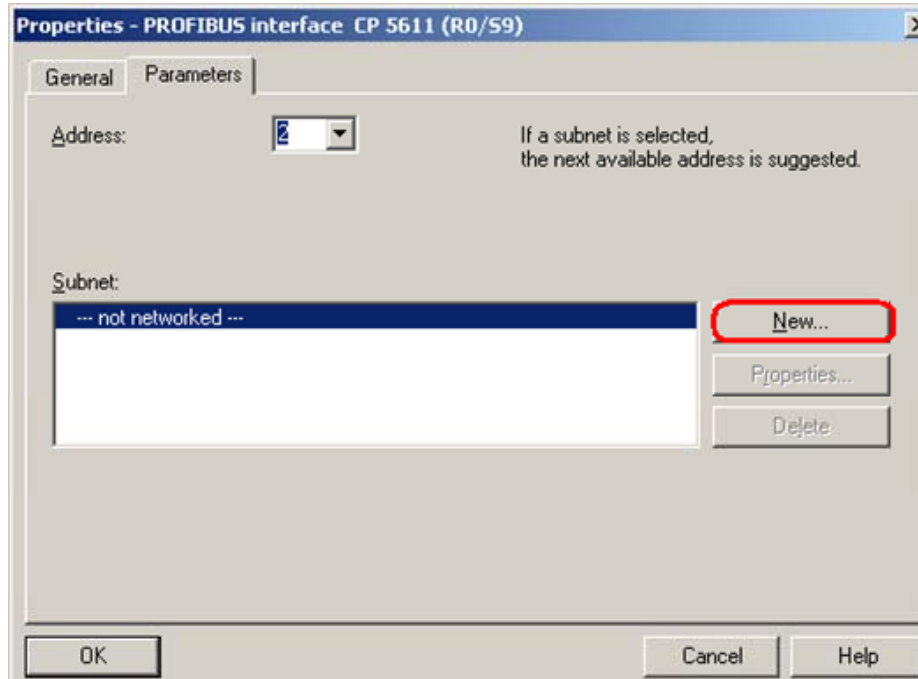 Properties - PROFIBUS interface CP 5611 (R0/S9)
General Parameters
Address: 2 If a subnet is selected,
the next available address is suggested.
Subnet:
--- not networked ---
New...
Properties...
Delete
OK Cancel Help